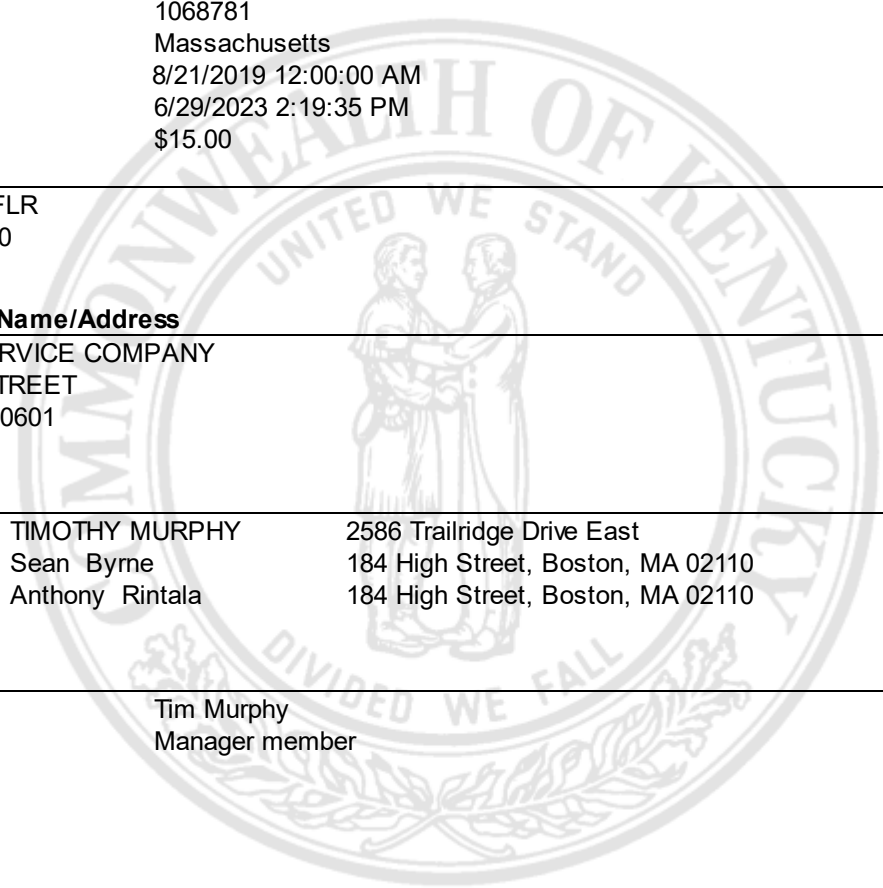 1068781
Massachusetts
8/21/2019 12:00:00 AM
6/29/2023 2:19:35 PM
$15.00
FLR
0
Name/Address
RVICE COMPANY
TREET
0601
TIMOTHY MURPHY 2586 Trailridge Drive East
Sean Byrne 184 High Street, Boston, MA 02110
Anthony Rintala 184 High Street, Boston, MA 02110
Tim Murphy
Manager member
COMMONWEALTH OF KENTUCKY
UNITED WE STAND
DIVIDED WE FALL